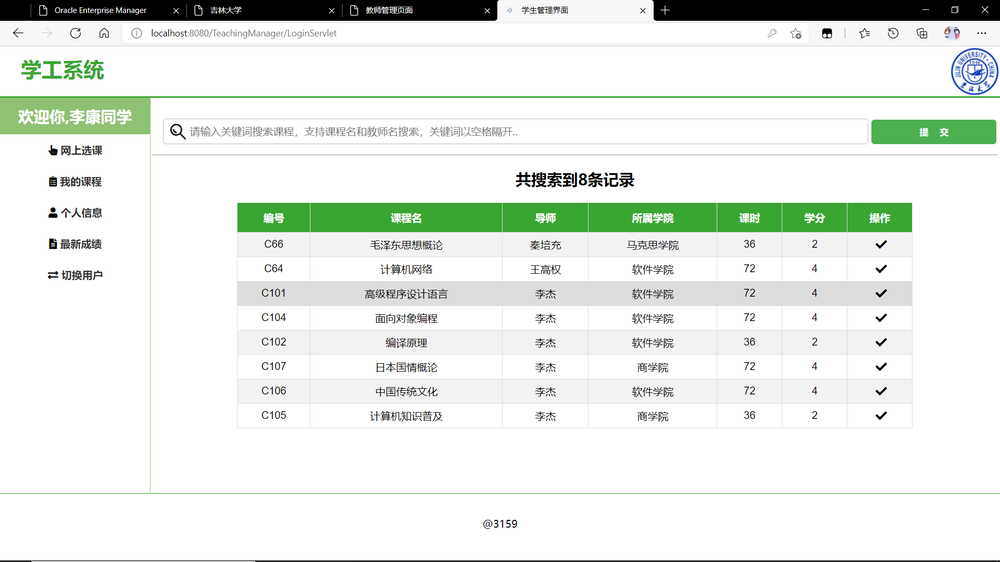 Oracle Enterprise Manager
吉林大学
教师管理页面
学生管理界面
localhost:8080/TeachingManager/LoginServlet
学工系统
JILIN UNIVERSITY · CHINA
1946
吉林大学
欢迎你,李康同学
网上选课
我的课程
个人信息
最新成绩
切换用户
请输入关键词搜索课程，支持课程名和教师名搜索，关键词以空格隔开..
提 交
共搜索到8条记录
编号 课程名 导师 所属学院 课时 学分 操作
C66 毛泽东思想概论 秦培充 马克思学院 36 2
C64 计算机网络 王高权 软件学院 72 4
C101 高级程序设计语言 李杰 软件学院 72 4
C104 面向对象编程 李杰 软件学院 72 4
C102 编译原理 李杰 软件学院 36 2
C107 日本国情概论 李杰 商学院 72 4
C106 中国传统文化 李杰 软件学院 72 4
C105 计算机知识普及 李杰 商学院 36 2
@3159